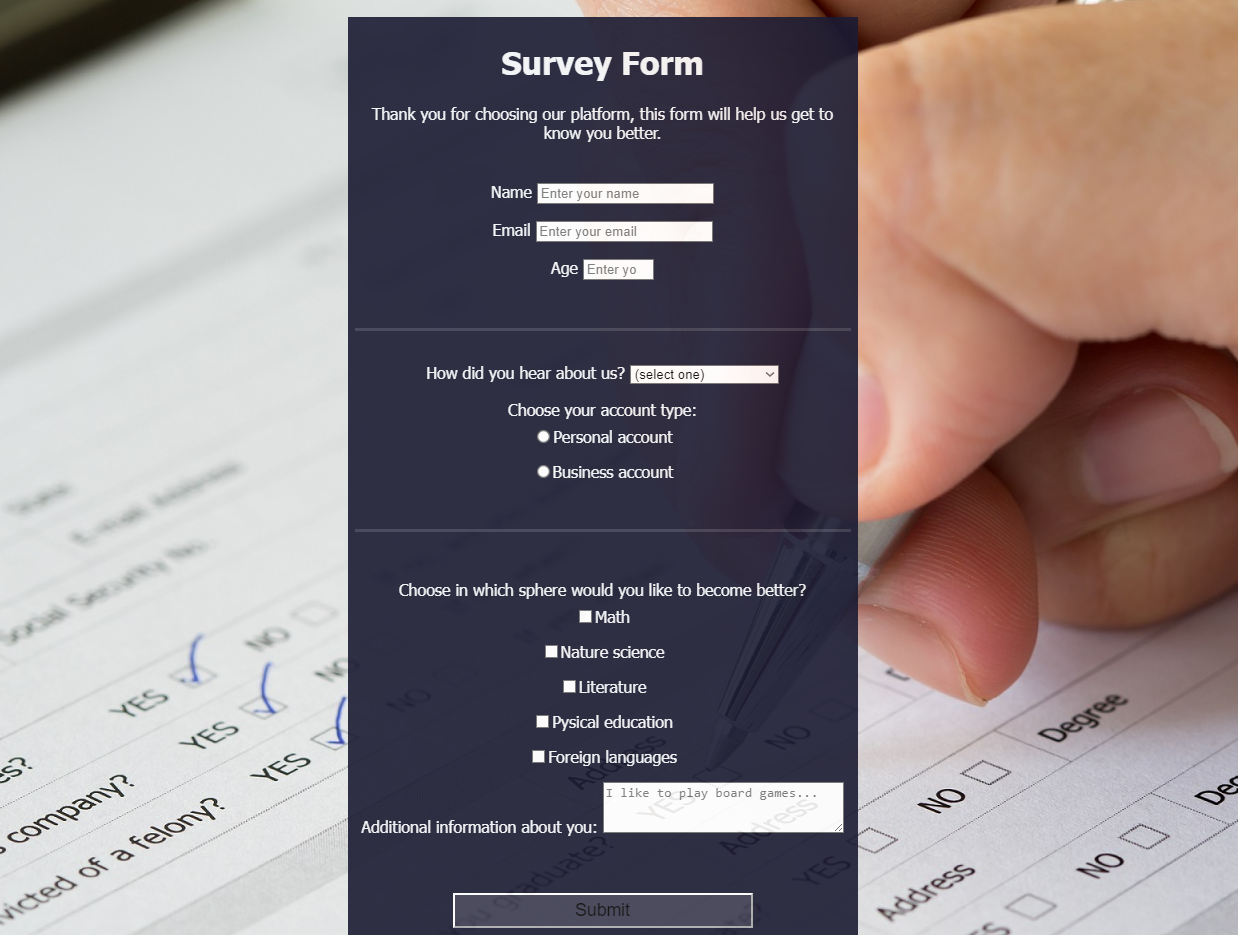 Survey Form
Thank you for choosing our platform, this form will help us get to
know you better.
Name Enter your name
Email Enter your email
Age Enter yo
How did you hear about us? (select one)
Choose your account type:
Personal account
Business account
Choose in which sphere would you like to become better?
Math
Nature science
Literature
Pysical education
Foreign languages
I like to play board games...
Additional information about you:
Submit
State
E-mail Address
Social Security No.
YES NO
YES NO
YES NO
es?
s company?
victed of a felony?
u graduate?
Address
YES
Address
NO
YES
NO
Degree
NO
Address
NO
Deg
ES